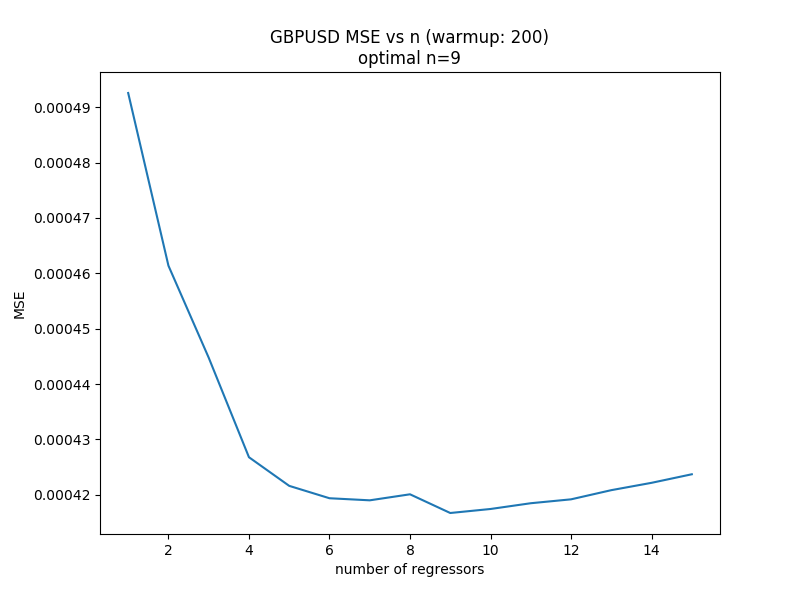 GBPUSD MSE vs n (warmup: 200)
optimal n=9
0.00049
0.00048
0.00047
0.00046
0.00045
0.00044
0.00043
0.00042
MSE
2 4 6 8 10 12 14
number of regressors